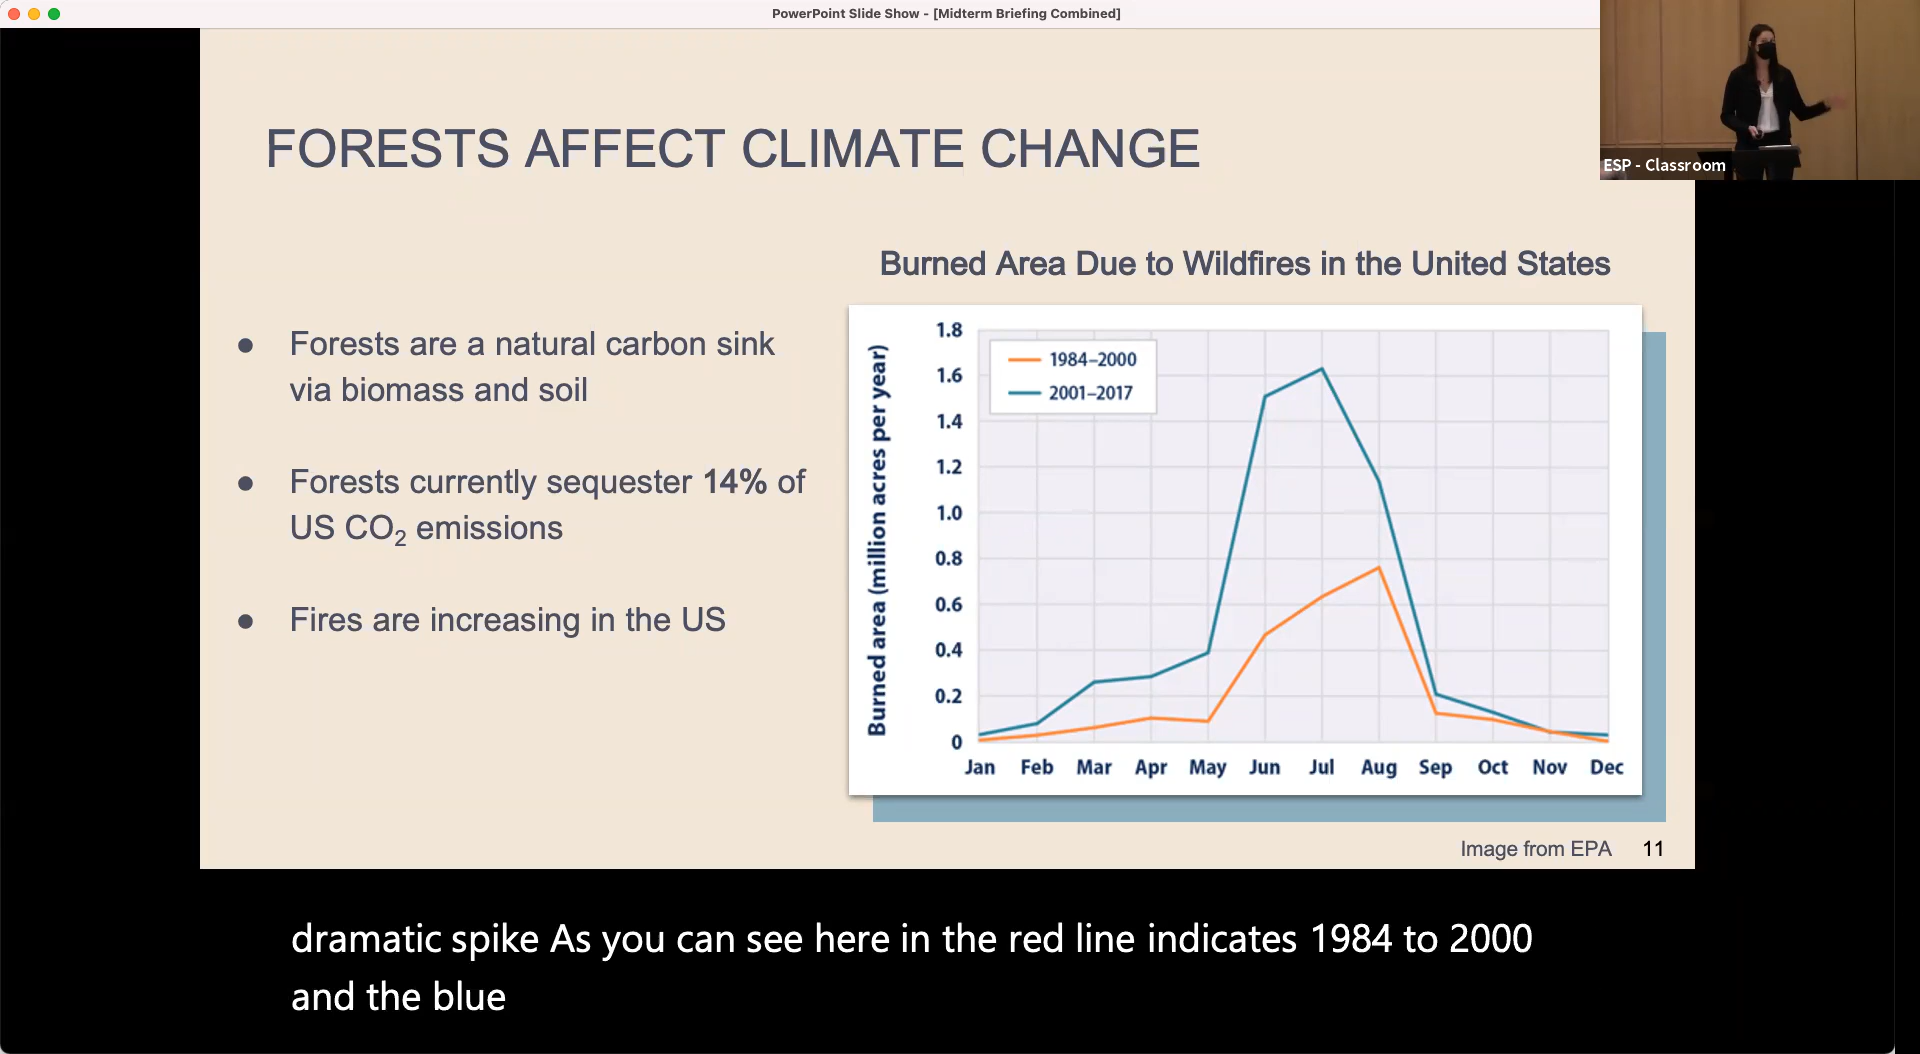 PowerPoint Slide Show - [Midterm Briefing Combined]
ESP - Classroom
FORESTS AFFECT CLIMATE CHANGE
● Forests are a natural carbon sink
via biomass and soil
● Forests currently sequester 14% of
US CO₂ emissions
● Fires are increasing in the US
Burned Area Due to Wildfires in the United States
Burned area (million acres per year)
1.8
1.6
1.4
1.2
1.0
0.8
0.6
0.4
0.2
0
1984–2000
2001–2017
Jan Feb Mar Apr May Jun Jul Aug Sep Oct Nov Dec
Image from EPA 11
dramatic spike As you can see here in the red line indicates 1984 to 2000
and the blue